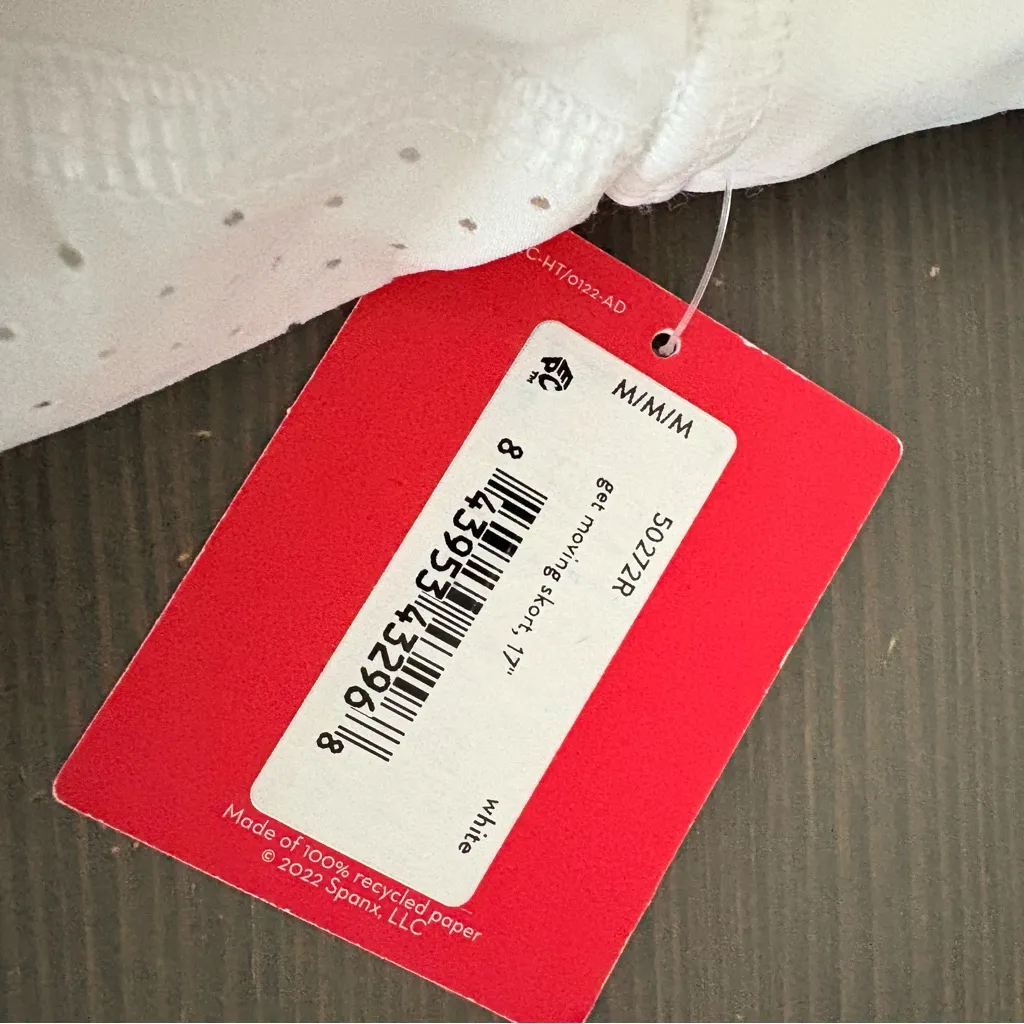 C-HT/0122-AD
EPC™
M/M/M
50272R
get moving skort, 17"
white
8 43953 43296 8
Made of 100% recycled paper
© 2022 Spanx, LLC